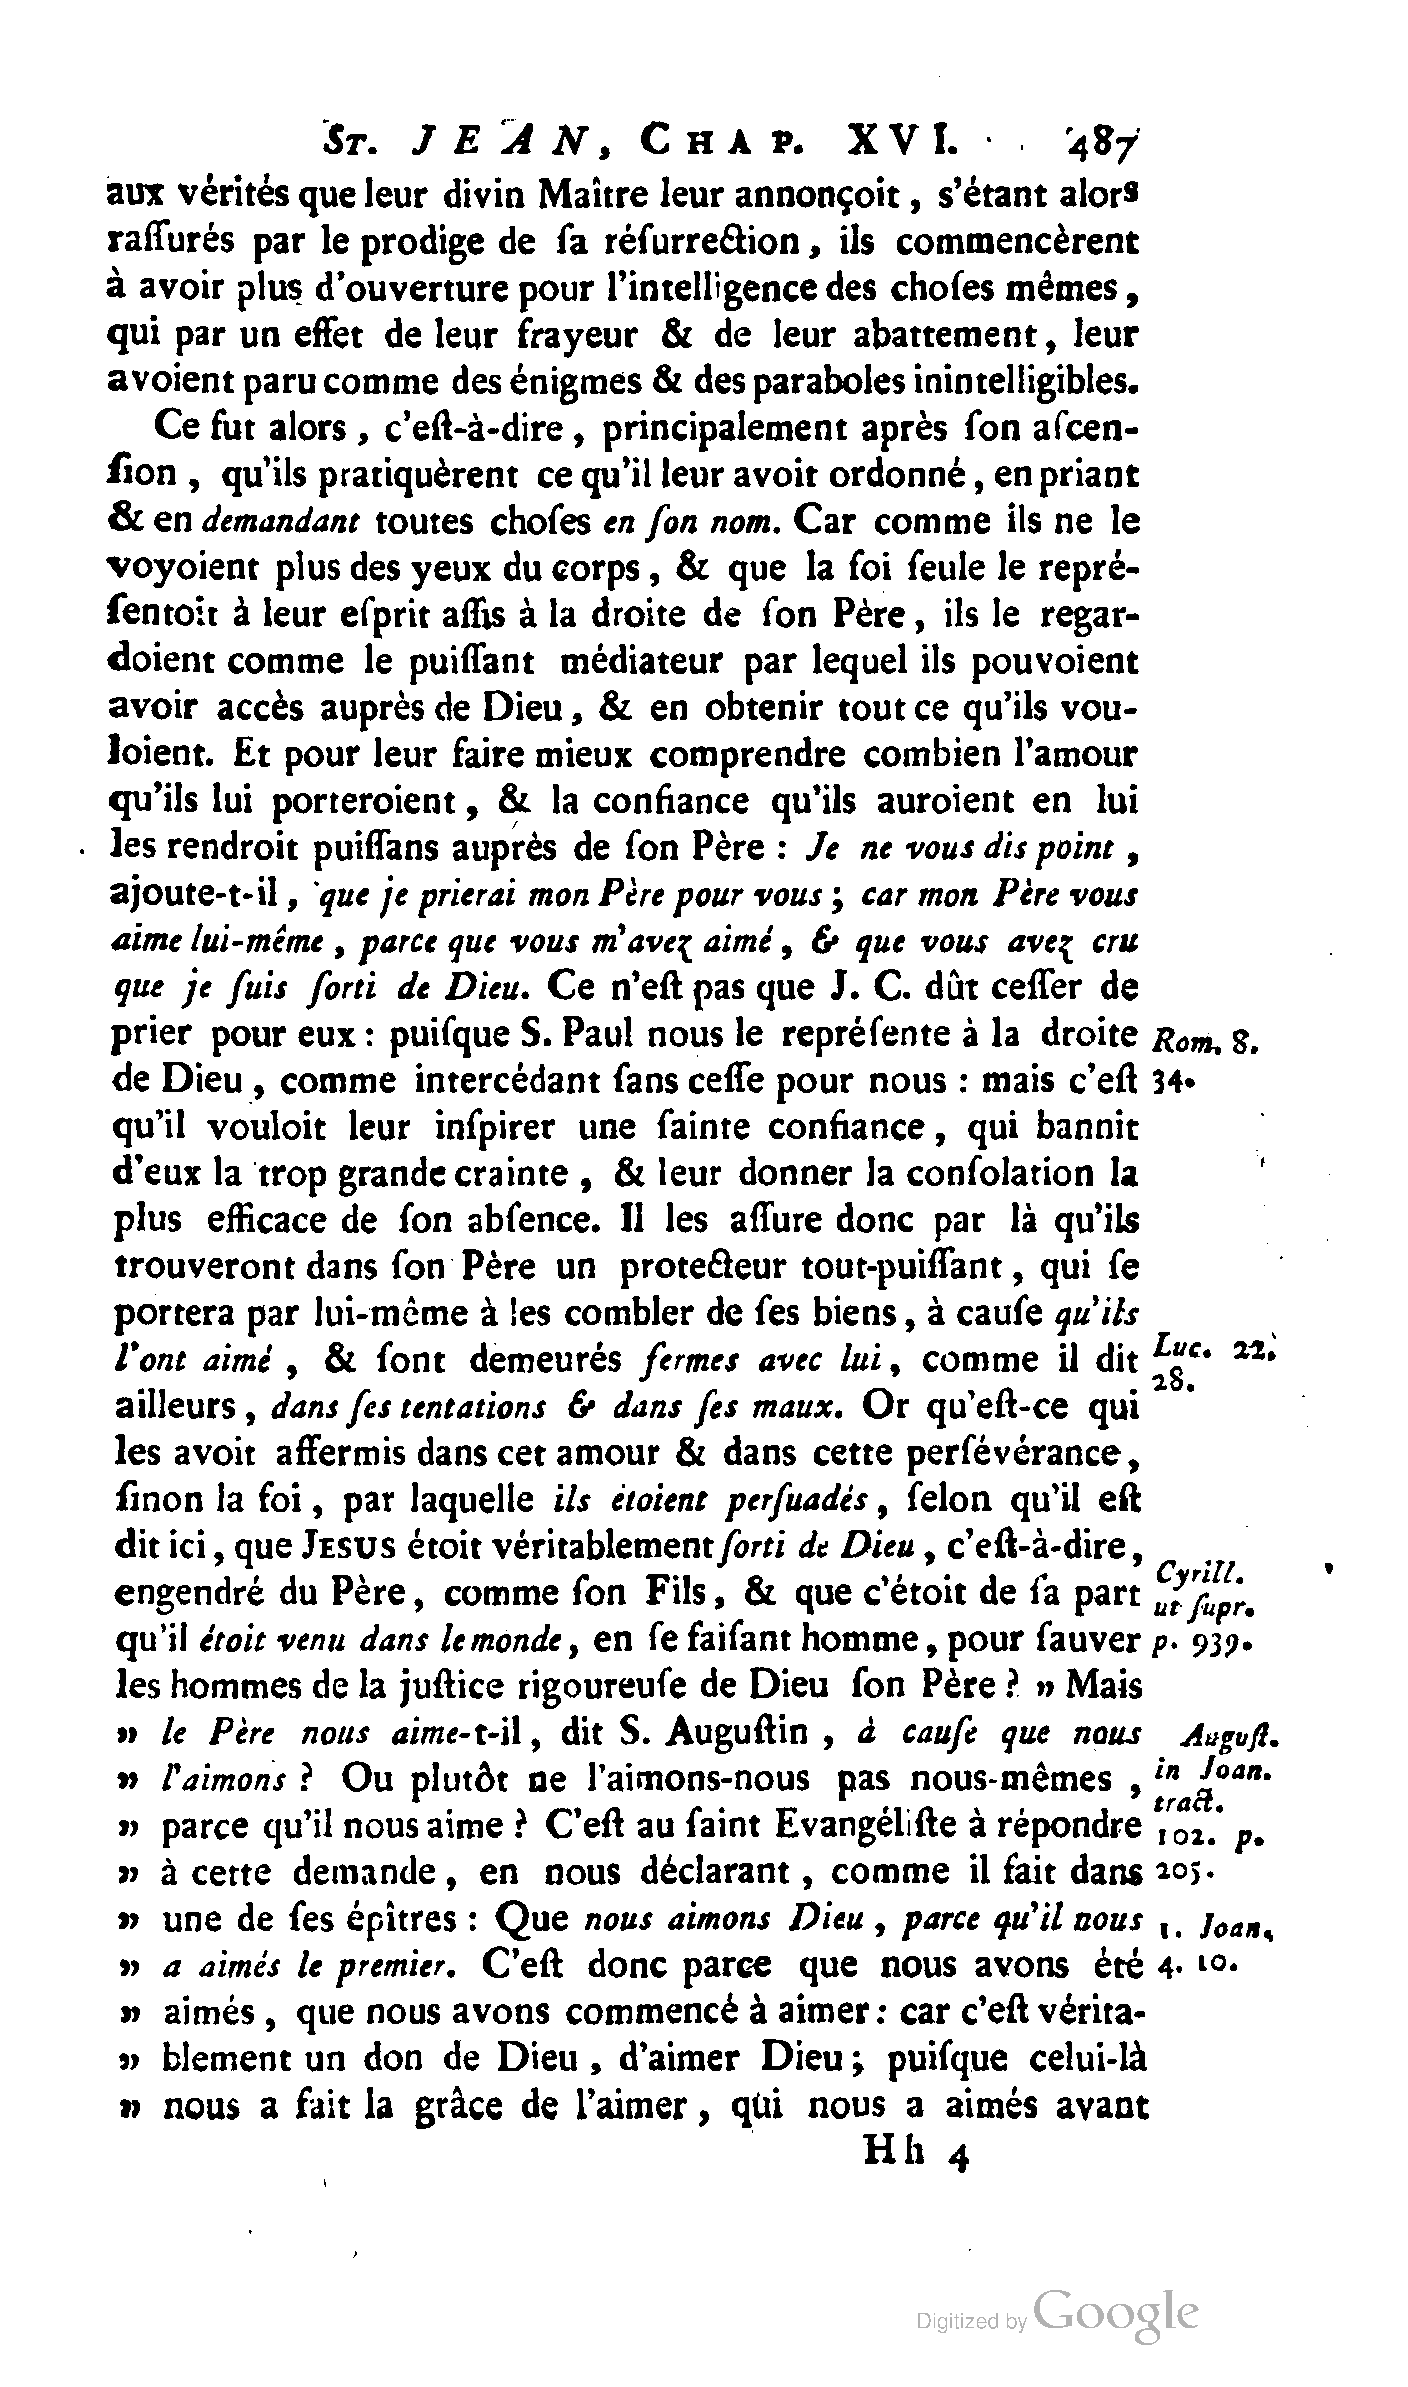 ST. JEAN, CHAP. XVI. 487
aux vérités que leur divin Maître leur annonçoit, s'étant alors
raſſurés par le prodige de ſa réſurrection, ils commencèrent
à avoir plus d'ouverture pour l'intelligence des choſes mêmes,
qui par un effet de leur frayeur & de leur abattement, leur
avoient paru comme des énigmes & des paraboles inintelligibles.
Ce fut alors, c'eſt-à-dire, principalement après ſon aſcen-
ſion, qu'ils pratiquèrent ce qu'il leur avoit ordonné, en priant
& en demandant toutes choſes en ſon nom. Car comme ils ne le
voyoient plus des yeux du corps, & que la foi ſeule le repré-
ſentoit à leur eſprit aſſis à la droite de ſon Père, ils le regar-
doient comme le puiſſant médiateur par lequel ils pouvoient
avoir accès auprès de Dieu, & en obtenir tout ce qu'ils vou-
loient. Et pour leur faire mieux comprendre combien l'amour
qu'ils lui porteroient, & la confiance qu'ils auroient en lui
les rendroit puiſſans auprès de ſon Père : Je ne vous dis point,
ajoute-t-il, que je prierai mon Père pour vous; car mon Père vous
aime lui-même, parce que vous m'avez aimé, & que vous avez cru
que je ſuis ſorti de Dieu. Ce n'eſt pas que J. C. dût ceſſer de
prier pour eux : puiſque S. Paul nous le repréſente à la droite Rom. 8.
de Dieu, comme intercédant ſans ceſſe pour nous : mais c'eſt 34.
qu'il vouloit leur inſpirer une ſainte confiance, qui bannit
d'eux la trop grande crainte, & leur donner la conſolation la
plus efficace de ſon abſence. Il les aſſure donc par là qu'ils
trouveront dans ſon Père un protecteur tout-puiſſant, qui ſe
portera par lui-même à les combler de ſes biens, à cauſe qu'ils
l'ont aimé, & ſont demeurés fermes avec lui, comme il dit Luc. 22.
ailleurs, dans ſes tentations & dans ſes maux. Or qu'eſt-ce qui 28.
les avoit affermis dans cet amour & dans cette perſévérance,
ſinon la foi, par laquelle ils étoient perſuadés, ſelon qu'il eſt
dit ici, que JESUS étoit véritablement ſorti de Dieu, c'eſt-à-dire,
engendré du Père, comme ſon Fils, & que c'étoit de ſa part Cyrill. ut ſupr.
qu'il étoit venu dans le monde, en ſe faiſant homme, pour ſauver p. 939.
les hommes de la juſtice rigoureuſe de Dieu ſon Père ? » Mais
» le Père nous aime-t-il, dit S. Auguſtin, à cauſe que nous Auguſt.
» l'aimons ? Ou plutôt ne l'aimons-nous pas nous-mêmes, in Joan. tract.
» parce qu'il nous aime ? C'eſt au ſaint Evangéliſte à répondre 102. p.
» à cette demande, en nous déclarant, comme il fait dans 205.
» une de ſes épîtres : Que nous aimons Dieu, parce qu'il nous 1. Joan.
» a aimés le premier. C'eſt donc parce que nous avons été 4. 10.
» aimés, que nous avons commencé à aimer : car c'eſt vérita-
» blement un don de Dieu, d'aimer Dieu; puiſque celui-là
» nous a fait la grâce de l'aimer, qui nous a aimés avant
Hh 4
Digitized by Google